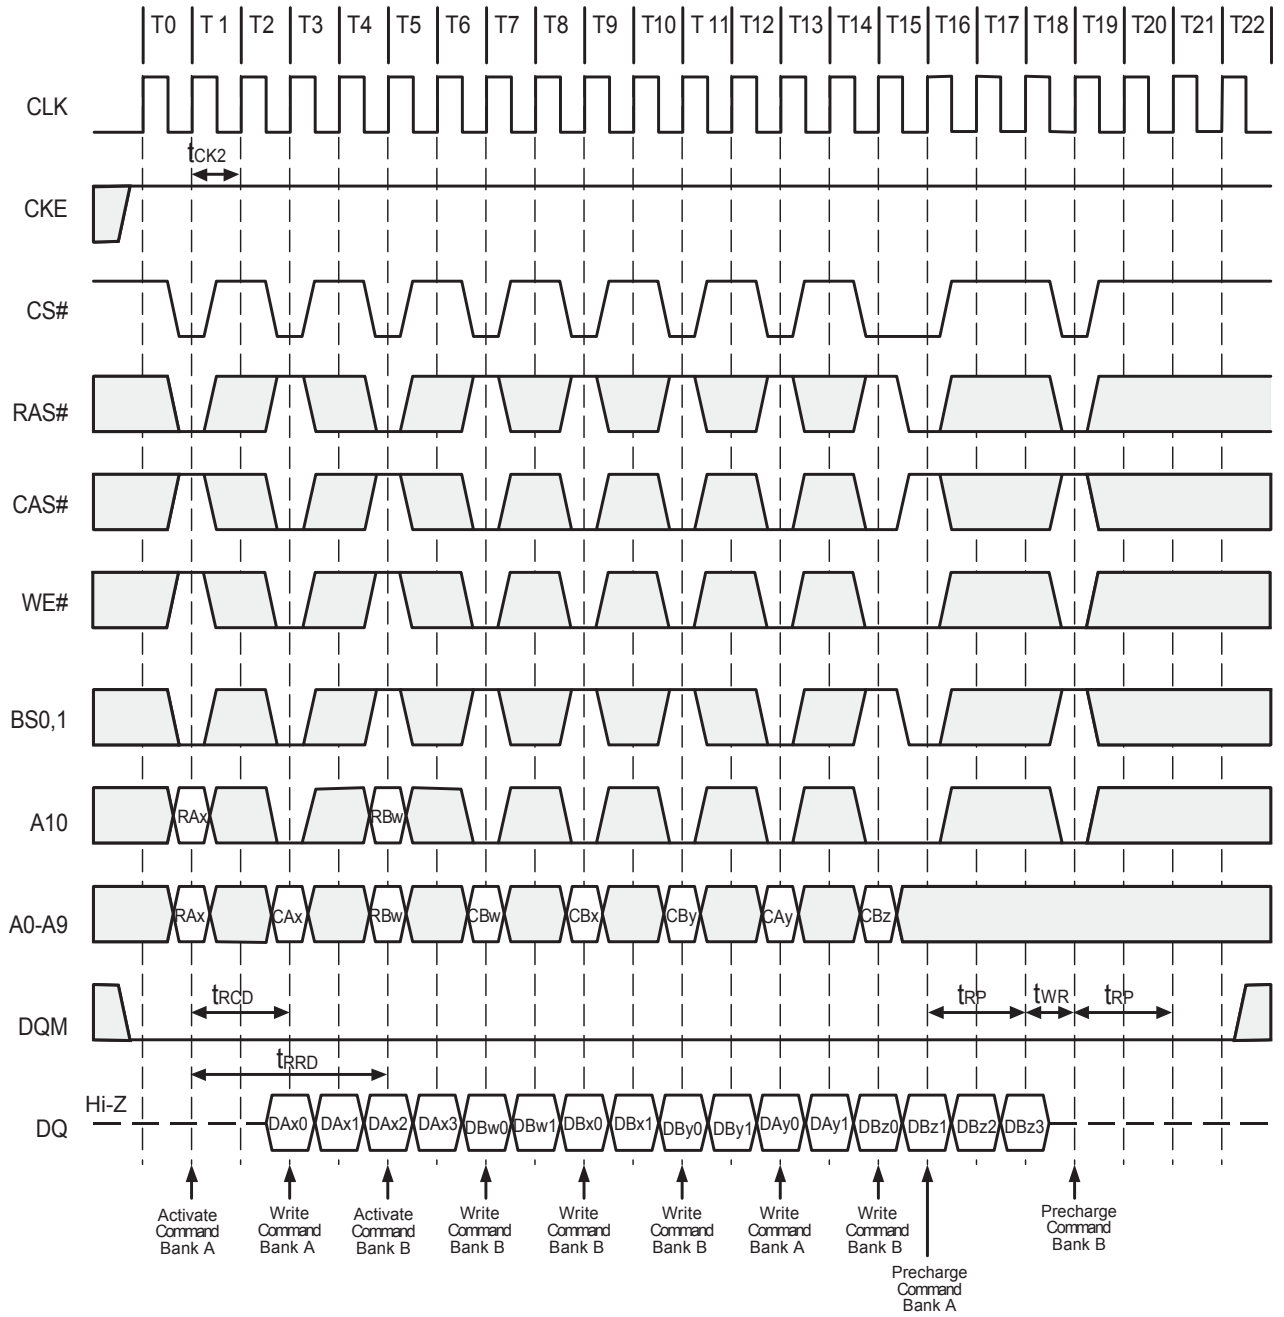 T0 T 1 T2 T3 T4 T5 T6 T7 T8 T9 T10 T 11 T12 T13 T14 T15 T16 T17 T18 T19 T20 T21 T22
CLK
tCK2
CKE
CS#
RAS#
CAS#
WE#
BS0,1
A10
RAx RBw
A0-A9
RAx CAx RBw CBw CBx CBy CAy CBz
DQM
tRCD tRP tWR tRP
tRRD
Hi-Z
DQ
DAx0 DAx1 DAx2 DAx3 DBw0 DBw1 DBx0 DBx1 DBy0 DBy1 DAy0 DAy1 DBz0 DBz1 DBz2 DBz3
Activate
Command
Bank A
Write
Command
Bank A
Activate
Command
Bank B
Write
Command
Bank B
Write
Command
Bank B
Write
Command
Bank B
Write
Command
Bank A
Write
Command
Bank B
Precharge
Command
Bank A
Precharge
Command
Bank B